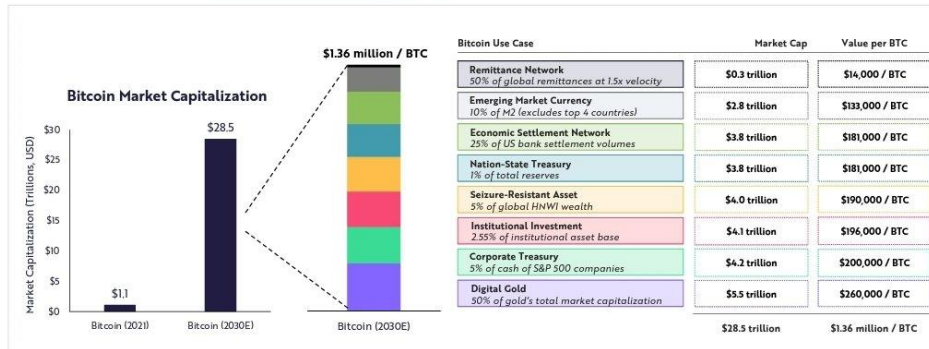 Bitcoin Market Capitalization
Market Capitalization (Trillions, USD)
$30
$25
$20
$15
$10
$5
$0
$1.1
$28.5
Bitcoin (2021)
Bitcoin (2030E)
$1.36 million / BTC
Bitcoin (2030E)
Bitcoin Use Case Market Cap Value per BTC
Remittance Network
50% of global remittances at 1.5x velocity
$0.3 trillion $14,000 / BTC
Emerging Market Currency
10% of M2 (excludes top 4 countries)
$2.8 trillion $133,000 / BTC
Economic Settlement Network
25% of US bank settlement volumes
$3.8 trillion $181,000 / BTC
Nation-State Treasury
1% of total reserves
$3.8 trillion $181,000 / BTC
Seizure-Resistant Asset
5% of global HNWI wealth
$4.0 trillion $190,000 / BTC
Institutional Investment
2.55% of institutional asset base
$4.1 trillion $196,000 / BTC
Corporate Treasury
5% of cash of S&P 500 companies
$4.2 trillion $200,000 / BTC
Digital Gold
50% of gold's total market capitalization
$5.5 trillion $260,000 / BTC
$28.5 trillion $1.36 million / BTC